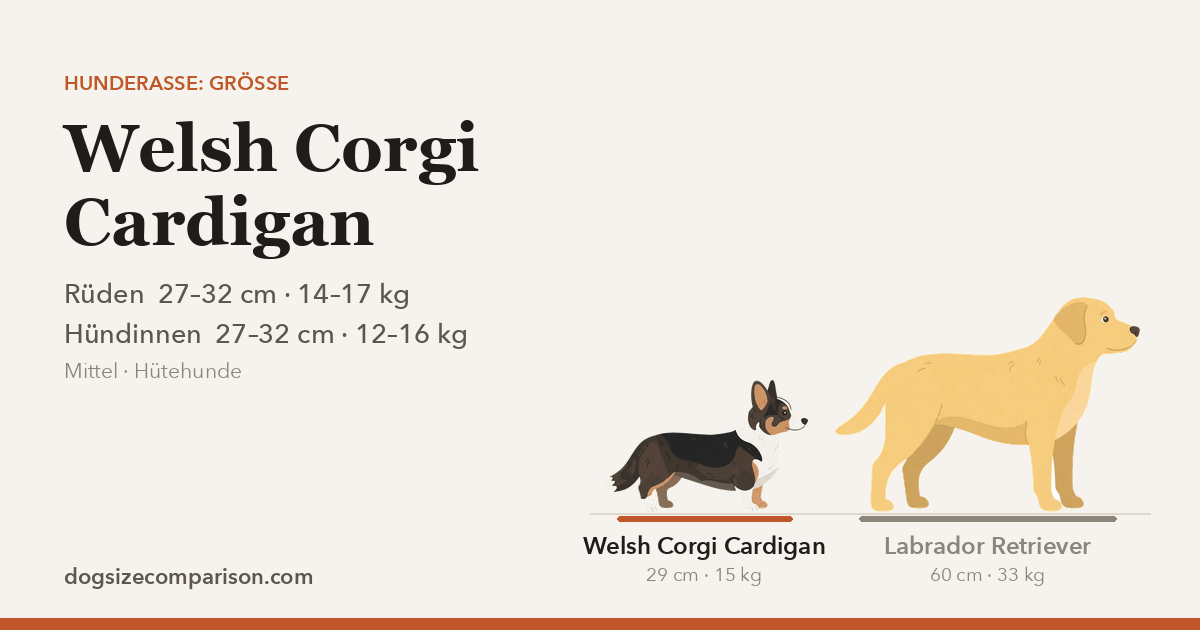 HUNDERASSE: GRÖSSE
Welsh Corgi
Cardigan
Rüden 27–32 cm · 14–17 kg
Hündinnen 27–32 cm · 12–16 kg
Mittel · Hütehunde
Welsh Corgi Cardigan
29 cm · 15 kg
Labrador Retriever
60 cm · 33 kg
dogsizecomparison.com